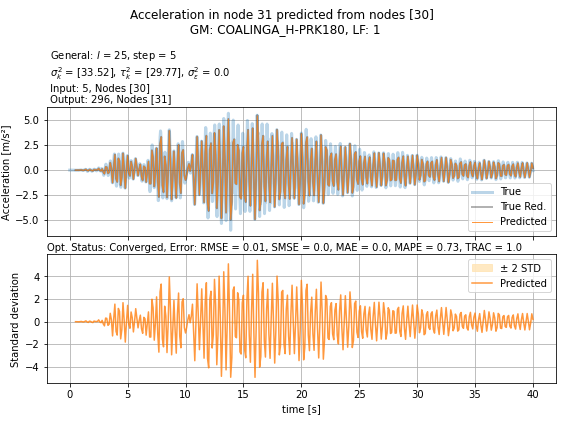 Acceleration in node 31 predicted from nodes [30]
GM: COALINGA_H-PRK180, LF: 1
General: l = 25, step = 5
σ²ₖ = [33.52], τ²ₖ = [29.77], σ²ₑ = 0.0
Input: 5, Nodes [30]
Output: 296, Nodes [31]
Acceleration [m/s²]
5.0
2.5
0.0
−2.5
−5.0
True
True Red.
Predicted
Opt. Status: Converged, Error: RMSE = 0.01, SMSE = 0.0, MAE = 0.0, MAPE = 0.73, TRAC = 1.0
Standard deviation
4
2
0
−2
−4
± 2 STD
Predicted
0 5 10 15 20 25 30 35 40
time [s]